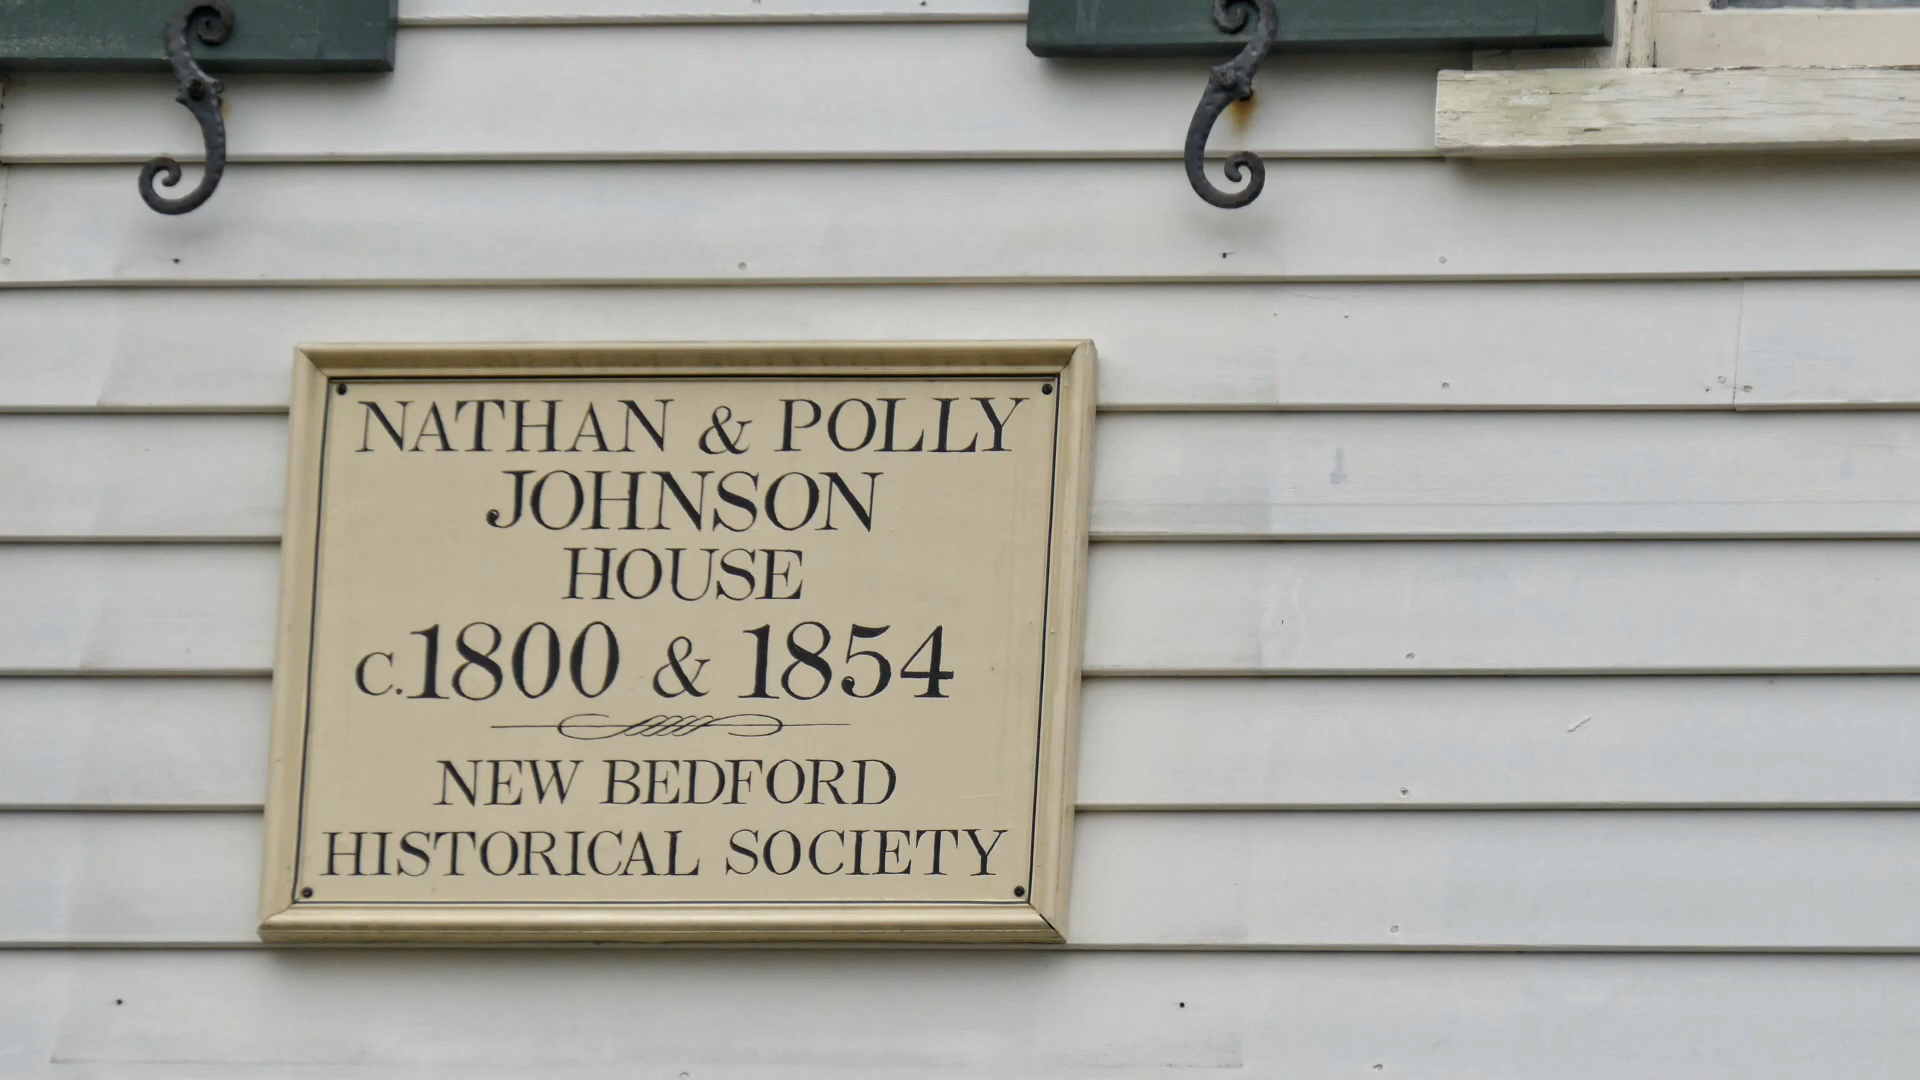 NATHAN & POLLY
JOHNSON
HOUSE
C.1800 & 1854
NEW BEDFORD
HISTORICAL SOCIETY